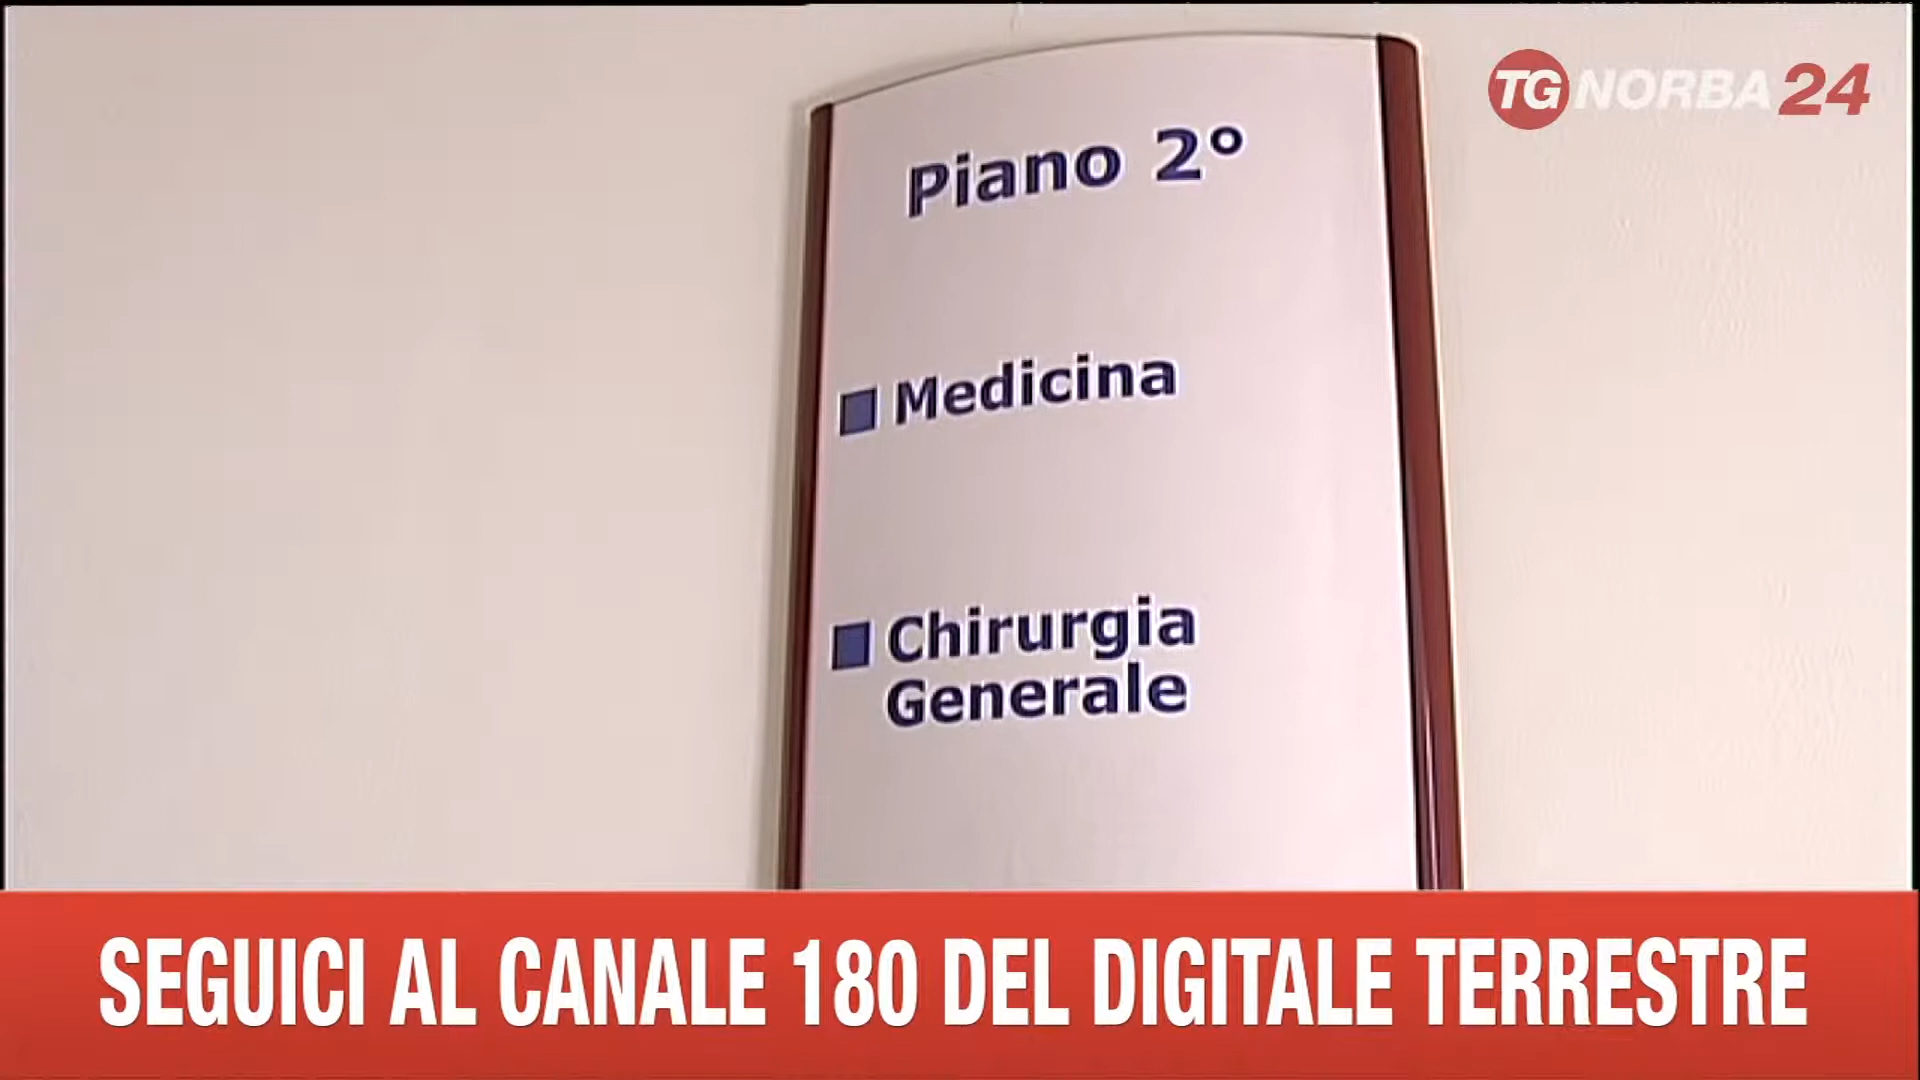 TG NORBA 24
Piano 2°
Medicina
Chirurgia
Generale
SEGUICI AL CANALE 180 DEL DIGITALE TERRESTRE